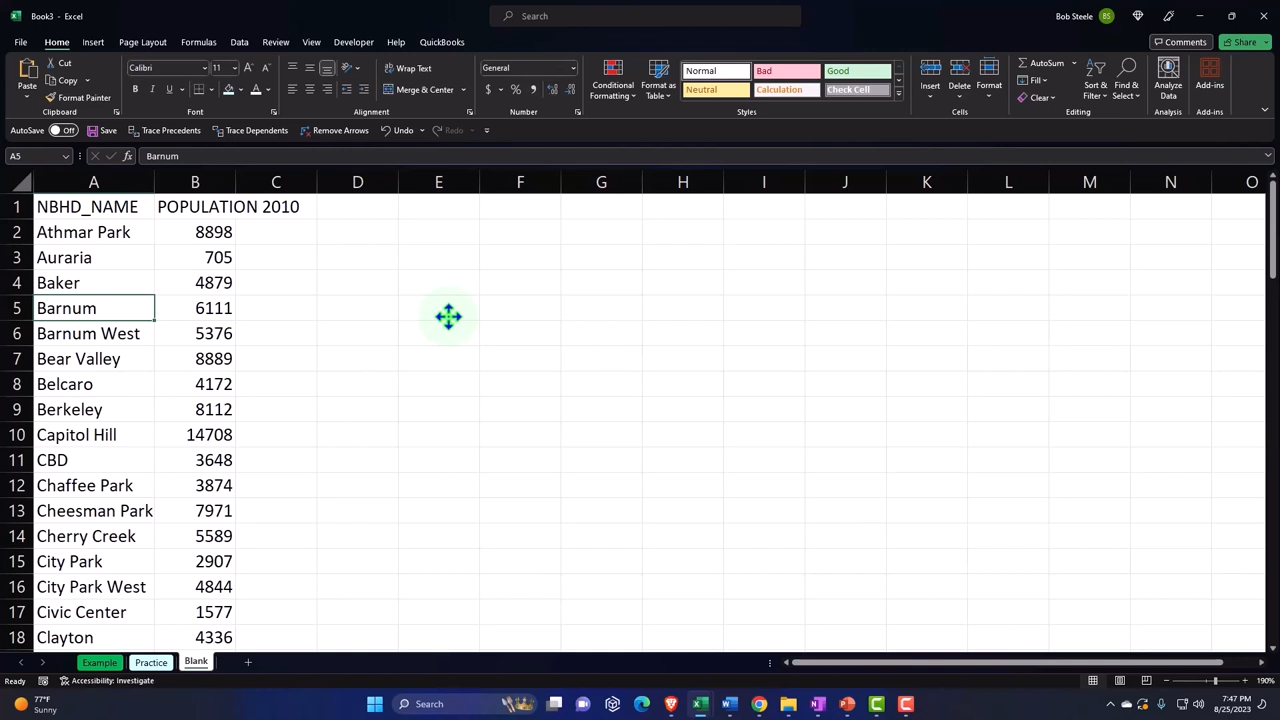 Book3 - Excel
Search
Bob Steele BS
File Home Insert Page Layout Formulas Data Review View Developer Help QuickBooks
Comments Share
Paste
Cut
Copy
Format Painter
Clipboard
Calibri 11
B I U
Font
Wrap Text
Merge & Center
Alignment
General
$ % 9
Number
Conditional Formatting
Format as Table
Normal Bad Good
Neutral Calculation Check Cell
Styles
Insert Delete Format
Cells
AutoSum
Fill
Clear
Sort & Filter
Find & Select
Editing
Analyze Data
Analysis
Add-ins
Add-ins
AutoSave Off Save Trace Precedents Trace Dependents Remove Arrows Undo Redo
A5 fx Barnum
A B C D E F G H I J K L M N O
1 NBHD_NAME POPULATION 2010
2 Athmar Park 8898
3 Auraria 705
4 Baker 4879
5 Barnum 6111
6 Barnum West 5376
7 Bear Valley 8889
8 Belcaro 4172
9 Berkeley 8112
10 Capitol Hill 14708
11 CBD 3648
12 Chaffee Park 3874
13 Cheesman Park 7971
14 Cherry Creek 5589
15 City Park 2907
16 City Park West 4844
17 Civic Center 1577
18 Clayton 4336
Example Practice Blank
Ready Accessibility: Investigate 190%
77°F
Sunny
Search
7:47 PM
8/25/2023